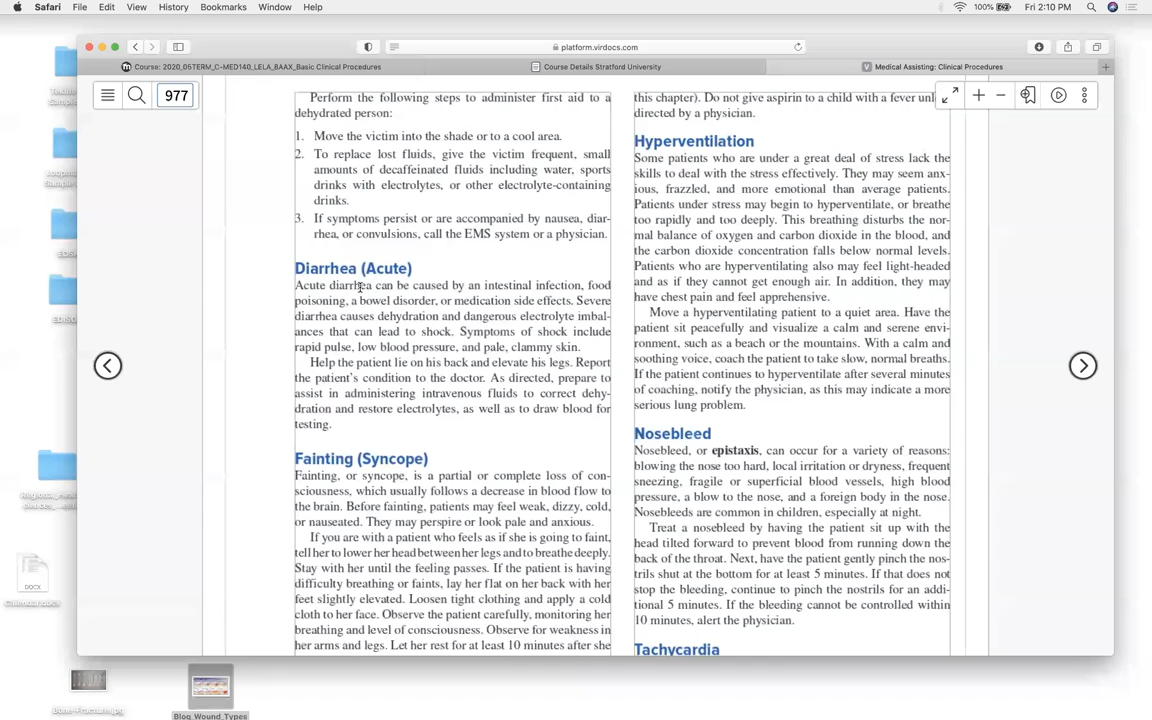 Safari File Edit View History Bookmarks Window Help
100% Fri 2:10 PM
platform.virdocs.com
Course: 2020_05TERM_C-MED140_LELA_8AAX_Basic Clinical Procedures
Course Details Stratford University
Medical Assisting: Clinical Procedures
977
Perform the following steps to administer first aid to a
dehydrated person:
1. Move the victim into the shade or to a cool area.
2. To replace lost fluids, give the victim frequent, small
amounts of decaffeinated fluids including water, sports
drinks with electrolytes, or other electrolyte-containing
drinks.
3. If symptoms persist or are accompanied by nausea, diar-
rhea, or convulsions, call the EMS system or a physician.
Diarrhea (Acute)
Acute diarrhea can be caused by an intestinal infection, food
poisoning, a bowel disorder, or medication side effects. Severe
diarrhea causes dehydration and dangerous electrolyte imbal-
ances that can lead to shock. Symptoms of shock include
rapid pulse, low blood pressure, and pale, clammy skin.
Help the patient lie on his back and elevate his legs. Report
the patient's condition to the doctor. As directed, prepare to
assist in administering intravenous fluids to correct dehy-
dration and restore electrolytes, as well as to draw blood for
testing.
Fainting (Syncope)
Fainting, or syncope, is a partial or complete loss of con-
sciousness, which usually follows a decrease in blood flow to
the brain. Before fainting, patients may feel weak, dizzy, cold,
or nauseated. They may perspire or look pale and anxious.
If you are with a patient who feels as if she is going to faint,
tell her to lower her head between her legs and to breathe deeply.
Stay with her until the feeling passes. If the patient is having
difficulty breathing or faints, lay her flat on her back with her
feet slightly elevated. Loosen tight clothing and apply a cold
cloth to her face. Observe the patient carefully, monitoring her
breathing and level of consciousness. Observe for weakness in
her arms and legs. Let her rest for at least 10 minutes after she
this chapter). Do not give aspirin to a child with a fever
directed by a physician.
Hyperventilation
Some patients who are under a great deal of stress lack the
skills to deal with the stress effectively. They may seem anx-
ious, frazzled, and more emotional than average patients.
Patients under stress may begin to hyperventilate, or breathe
too rapidly and too deeply. This breathing disturbs the nor-
mal balance of oxygen and carbon dioxide in the blood, and
the carbon dioxide concentration falls below normal levels.
Patients who are hyperventilating also may feel light-headed
and as if they cannot get enough air. In addition, they may
have chest pain and feel apprehensive.
Move a hyperventilating patient to a quiet area. Have the
patient sit peacefully and visualize a calm and serene envi-
ronment, such as a beach or the mountains. With a calm and
soothing voice, coach the patient to take slow, normal breaths.
If the patient continues to hyperventilate after several minutes
of coaching, notify the physician, as this may indicate a more
serious lung problem.
Nosebleed
Nosebleed, or epistaxis, can occur for a variety of reasons:
blowing the nose too hard, local irritation or dryness, frequent
sneezing, fragile or superficial blood vessels, high blood
pressure, a blow to the nose, and a foreign body in the nose.
Nosebleeds are common in children, especially at night.
Treat a nosebleed by having the patient sit up with the
head tilted forward to prevent blood from running down the
back of the throat. Next, have the patient gently pinch the nos-
trils shut at the bottom for at least 5 minutes. If that does not
stop the bleeding, continue to pinch the nostrils for an addi-
tional 5 minutes. If the bleeding cannot be controlled within
10 minutes, alert the physician.
Tachycardia
DOCX
Bone-Fracture.jpg
Blog_Wound_Types